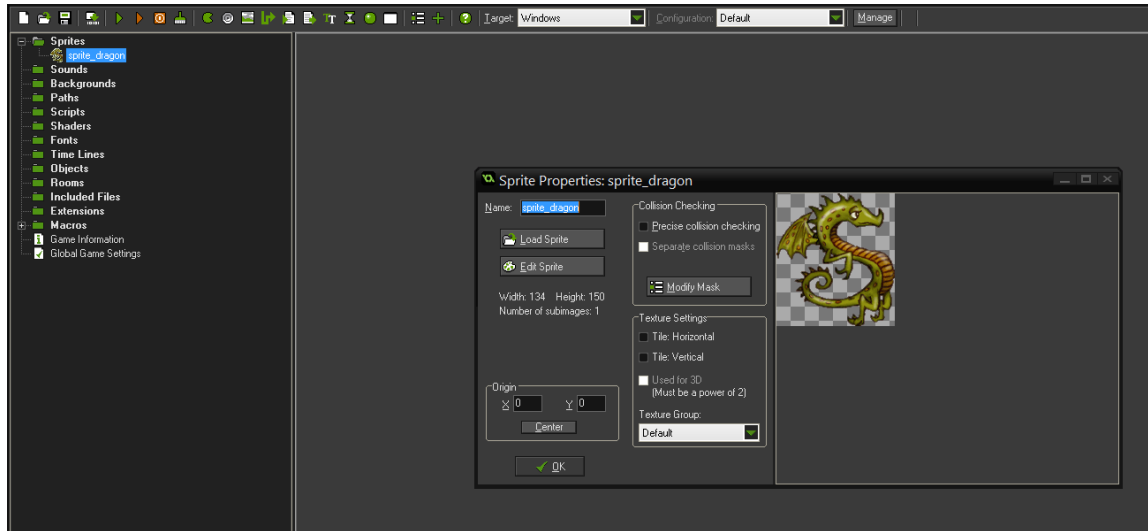 Target: Windows Configuration: Default Manage
Sprites
sprite_dragon
Sounds
Backgrounds
Paths
Scripts
Shaders
Fonts
Time Lines
Objects
Rooms
Included Files
Extensions
Macros
Game Information
Global Game Settings
Sprite Properties: sprite_dragon
Name: sprite_dragon
Load Sprite
Edit Sprite
Width: 134 Height: 150
Number of subimages: 1
Origin
X 0 Y 0
Center
OK
Collision Checking
Precise collision checking
Separate collision masks
Modify Mask
Texture Settings
Tile: Horizontal
Tile: Vertical
Used for 3D
(Must be a power of 2)
Texture Group:
Default